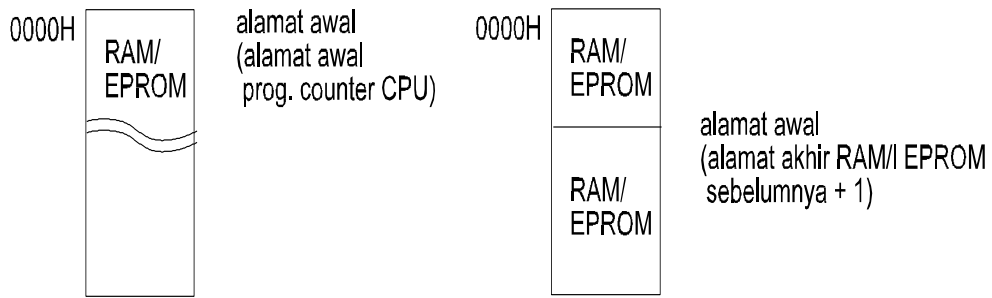 0000H
RAM/
EPROM
alamat awal
(alamat awal
prog. counter CPU)
0000H
RAM/
EPROM
RAM/
EPROM
alamat awal
(alamat akhir RAM/I EPROM
sebelumnya + 1)